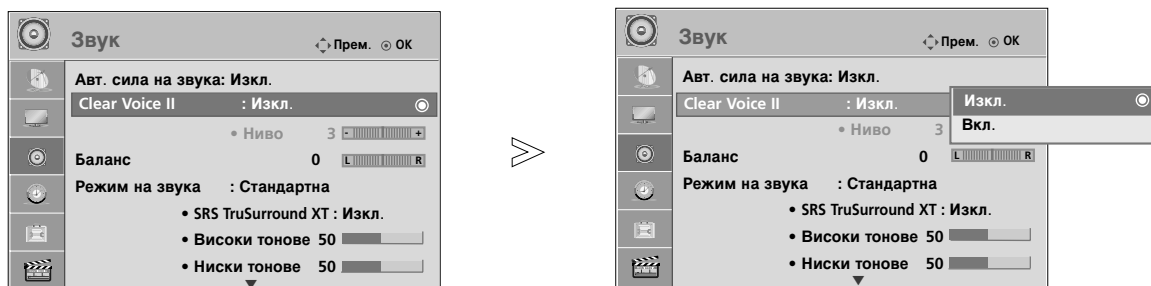 Звук
Прем. OK
Авт. сила на звука: Изкл.
Clear Voice II : Изкл.
• Ниво 3 - +
Баланс 0 L R
Режим на звука : Стандартна
• SRS TruSurround XT : Изкл.
• Високи тонове 50
• Ниски тонове 50
Звук
Прем. OK
Авт. сила на звука: Изкл.
Clear Voice II : Изкл.
Изкл.
Вкл.
• Ниво 3
Баланс 0 L R
Режим на звука : Стандартна
• SRS TruSurround XT : Изкл.
• Високи тонове 50
• Ниски тонове 50